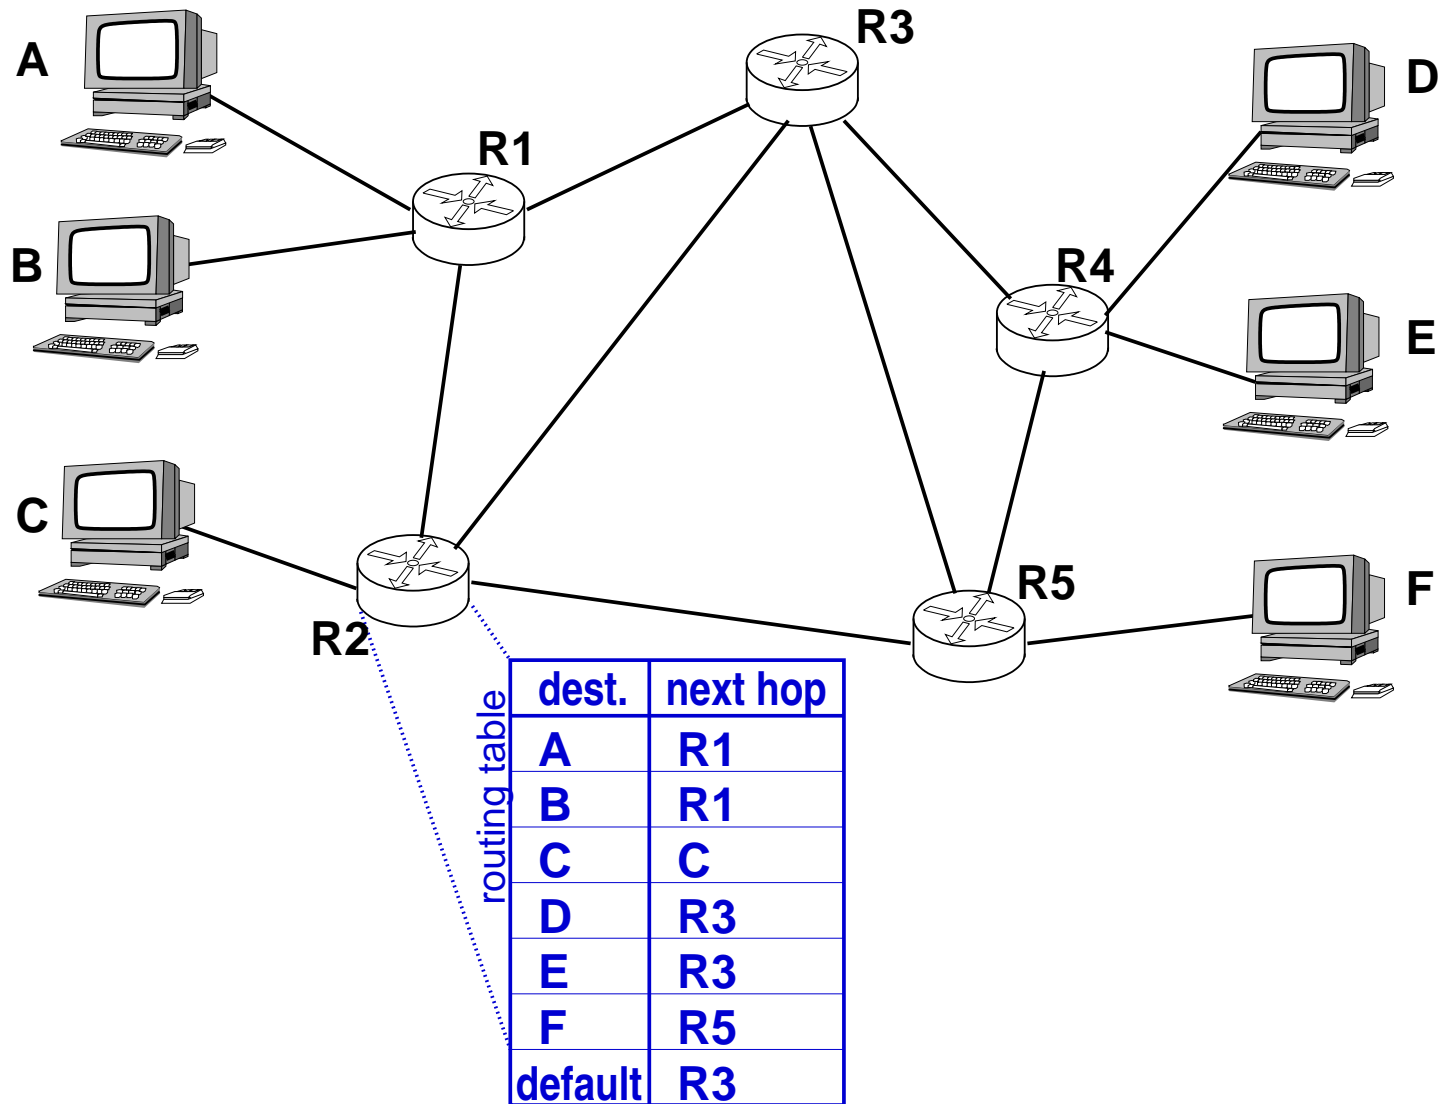 A
R3
D
R1
B
R4
E
C
R5
F
R2
routing table
dest. next hop
A R1
B R1
C C
D R3
E R3
F R5
default R3